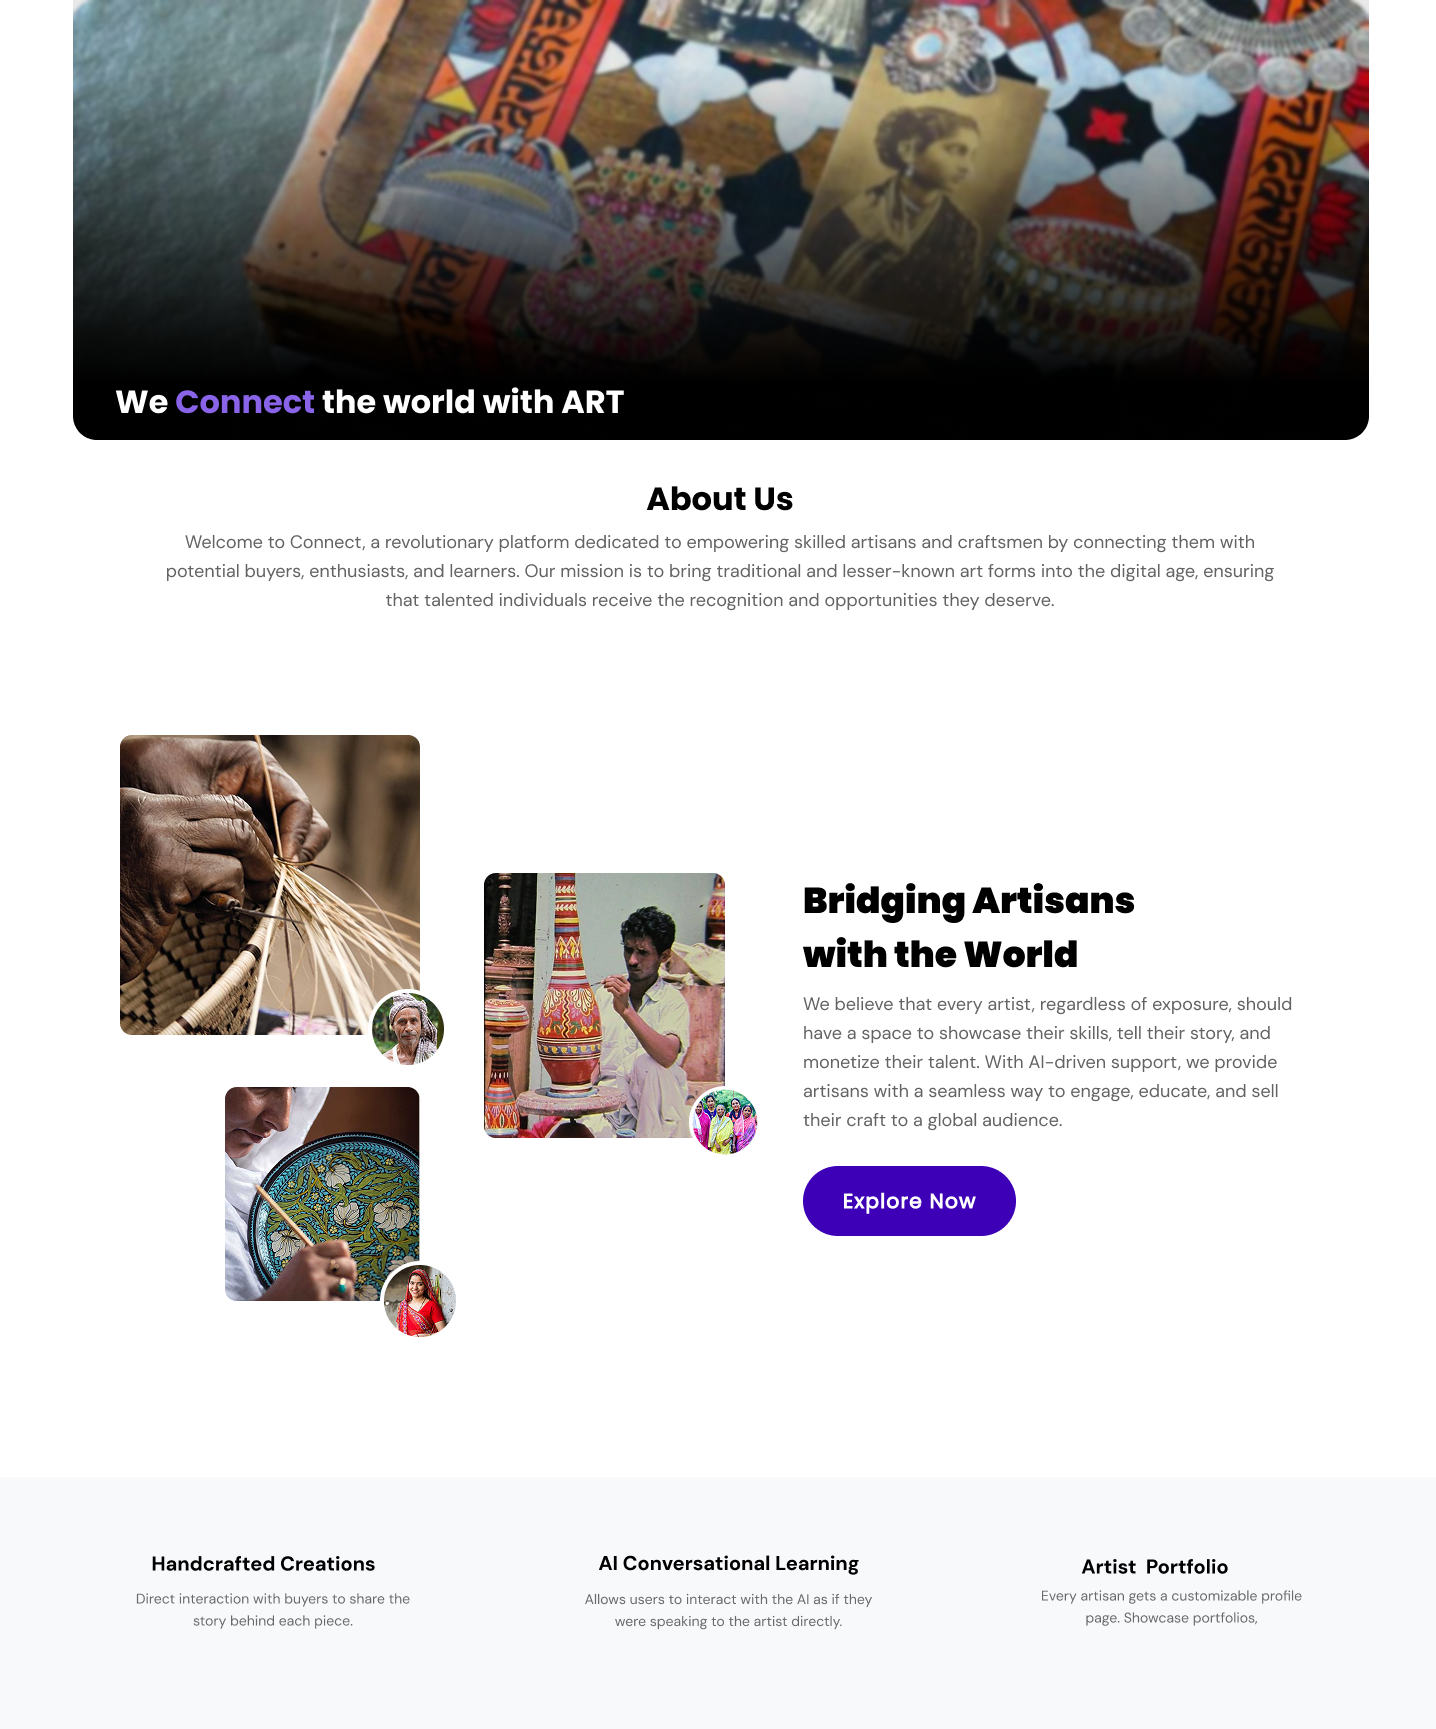 We Connect the world with ART
About Us
Welcome to Connect, a revolutionary platform dedicated to empowering skilled artisans and craftsmen by connecting them with
potential buyers, enthusiasts, and learners. Our mission is to bring traditional and lesser-known art forms into the digital age, ensuring
that talented individuals receive the recognition and opportunities they deserve.
Bridging Artisans
with the World
We believe that every artist, regardless of exposure, should
have a space to showcase their skills, tell their story, and
monetize their talent. With AI-driven support, we provide
artisans with a seamless way to engage, educate, and sell
their craft to a global audience.
Explore Now
Handcrafted Creations
Direct interaction with buyers to share the
story behind each piece.
AI Conversational Learning
Allows users to interact with the AI as if they
were speaking to the artist directly.
Artist  Portfolio
Every artisan gets a customizable profile
page. Showcase portfolios,